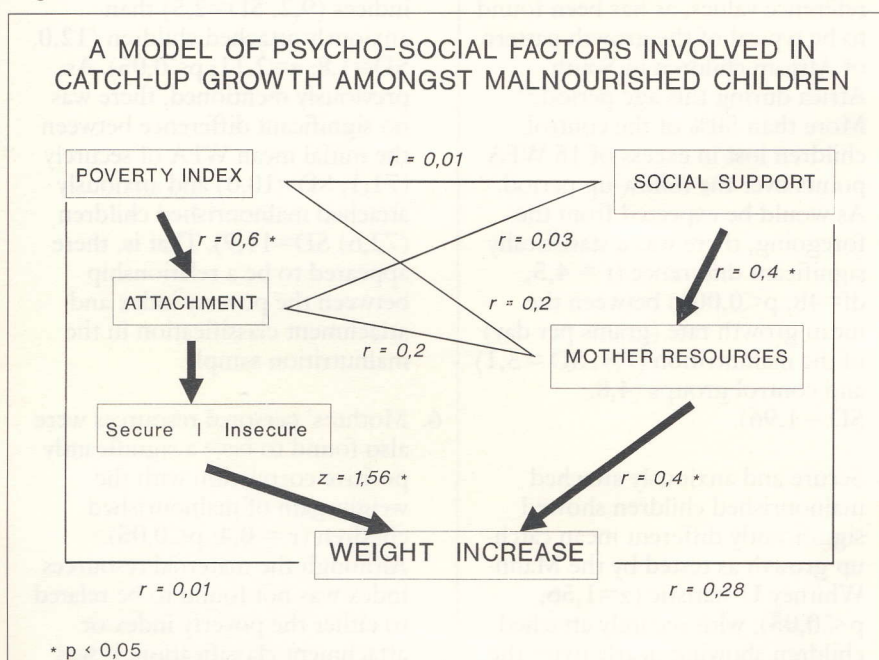 A MODEL OF PSYCHO-SOCIAL FACTORS INVOLVED IN
CATCH-UP GROWTH AMONGST MALNOURISHED CHILDREN
r = 0,01
POVERTY INDEX
SOCIAL SUPPORT
r = 0,6 *
r = 0,03
r = 0,4 *
ATTACHMENT
r = 0,2
r = 0,2
MOTHER RESOURCES
Secure - Insecure
z = 1,56 *
r = 0,4 *
WEIGHT INCREASE
r = 0,01
r = 0,28
* p < 0,05